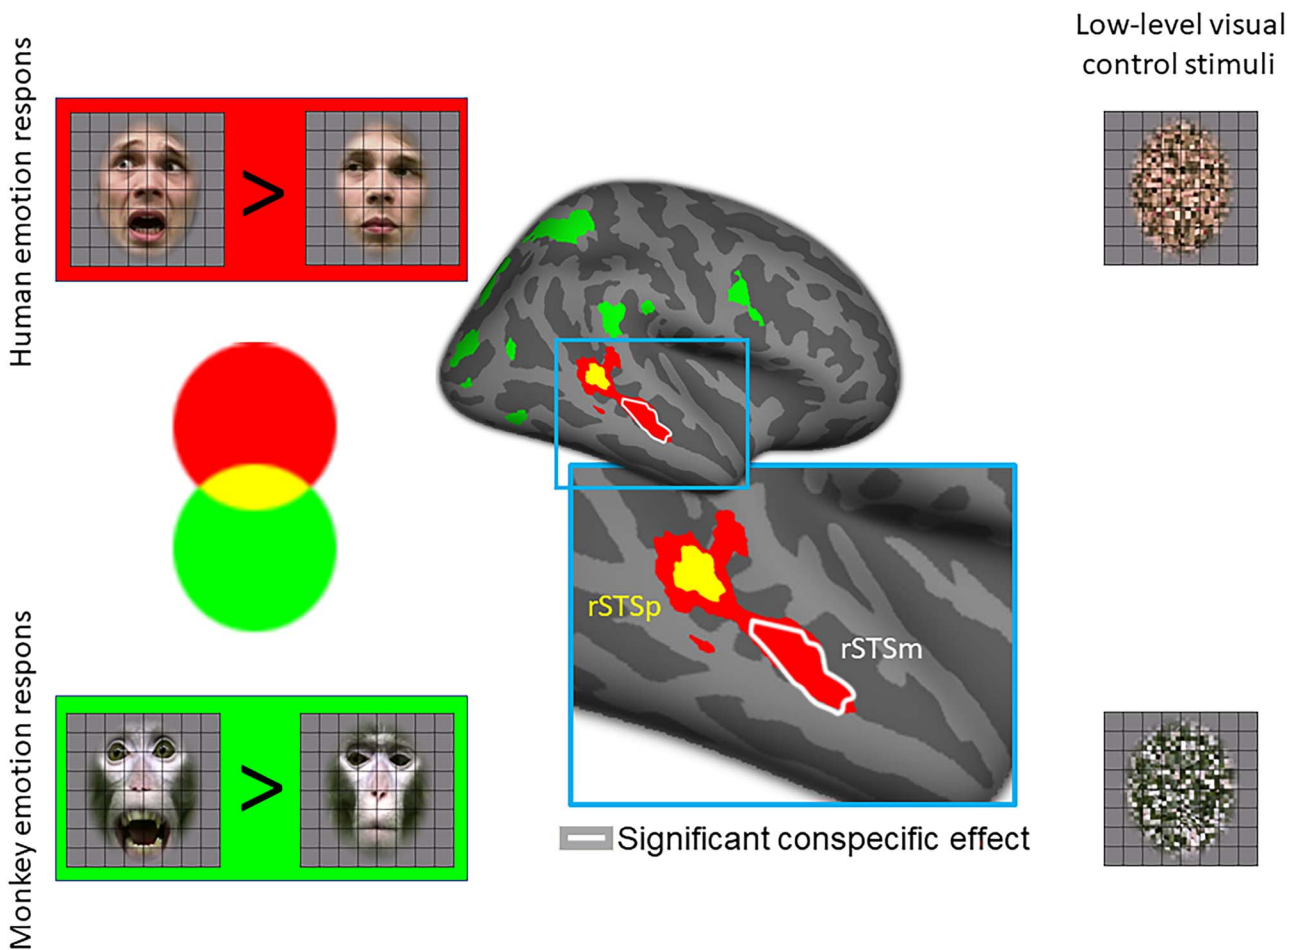 Low-level visual
control stimuli
Human emotion respons
>
rSTSp
rSTSm
Monkey emotion respons
>
Significant conspecific effect